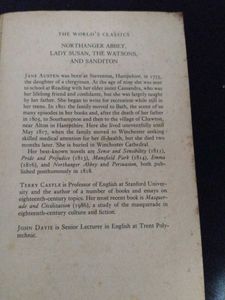 THE WORLD'S CLASSICS
NORTHANGER ABBEY,
LADY SUSAN, THE WATSONS,
AND SANDITON
JANE AUSTEN was born at Steventon, Hampshire, in 1775,
the daughter of a clergyman. At the age of nine she was sent
to school at Reading with her elder sister Cassandra, who was
her lifelong friend and confidante, but she was largely taught
by her father. She began to write for recreation while still in
her teens. In 1801 the family moved to Bath, the scene of so
many episodes in her books and, after the death of her father
in 1805, to Southampton and then to the village of Chawton,
near Alton in Hampshire. Here she lived uneventfully until
May 1817, when the family moved to Winchester seeking
skilled medical attention for her ill-health, but she died two
months later. She is buried in Winchester Cathedral.
Her best-known novels are Sense and Sensibility (1811),
Pride and Prejudice (1813), Mansfield Park (1814), Emma
(1816), and Northanger Abbey and Persuasion, both pub-
lished posthumously in 1818.
TERRY CASTLE is Professor of English at Stanford Univer-
sity and the author of a number of books and essays on
eighteenth-century topics. Her most recent book is Masquer-
ade and Civilization (1986), a study of the masquerade in
eighteenth-century culture and fiction.
JOHN DAVIE is Senior Lecturer in English at Trent Poly-
technic.